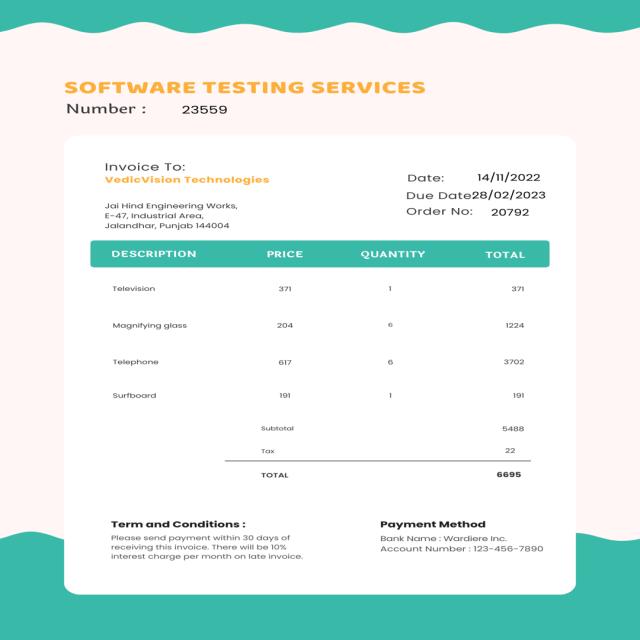 SOFTWARE TESTING SERVICES
Number : 23559
Invoice To:
VedicVision Technologies
Jai Hind Engineering Works,
E-47, Industrial Area,
Jalandhar, Punjab 144004
Date: 14/11/2022
Due Date28/02/2023
Order No: 20792
DESCRIPTION PRICE QUANTITY TOTAL
Television 371 1 371
Magnifying glass 204 6 1224
Telephone 617 6 3702
Surfboard 191 1 191
Subtotal 5488
Tax 22
TOTAL 6695
Term and Conditions :
Please send payment within 30 days of
receiving this invoice. There will be 10%
interest charge per month on late invoice.
Payment Method
Bank Name : Wardiere Inc.
Account Number : 123-456-7890